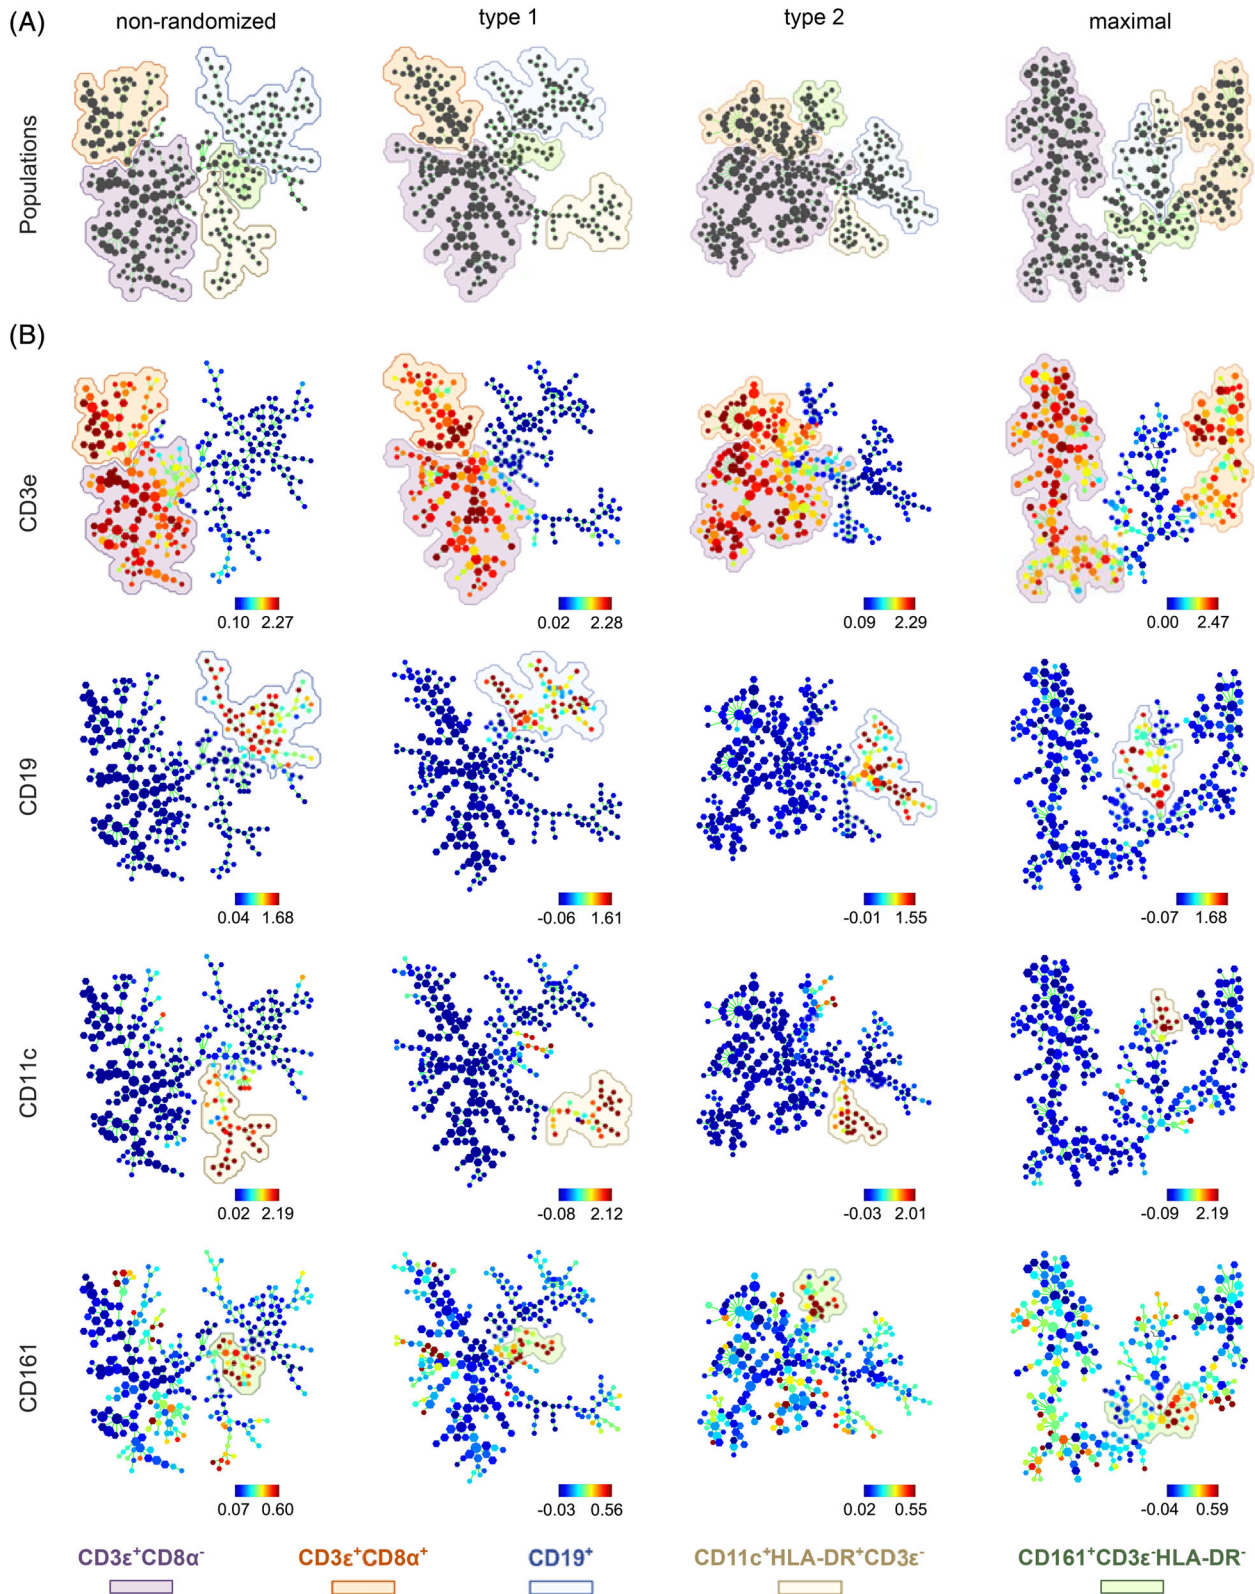 (A)
non-randomized
type 1
type 2
maximal
Populations
(B)
CD3e
0.10 2.27
0.02 2.28
0.09 2.29
0.00 2.47
CD19
0.04 1.68
-0.06 1.61
-0.01 1.55
-0.07 1.68
CD11c
0.02 2.19
-0.08 2.12
-0.03 2.01
-0.09 2.19
CD161
0.07 0.60
-0.03 0.56
0.02 0.55
-0.04 0.59
CD3ε⁺CD8α⁻
CD3ε⁺CD8α⁺
CD19⁺
CD11c⁺HLA-DR⁺CD3ε⁻
CD161⁺CD3ε⁻HLA-DR⁻